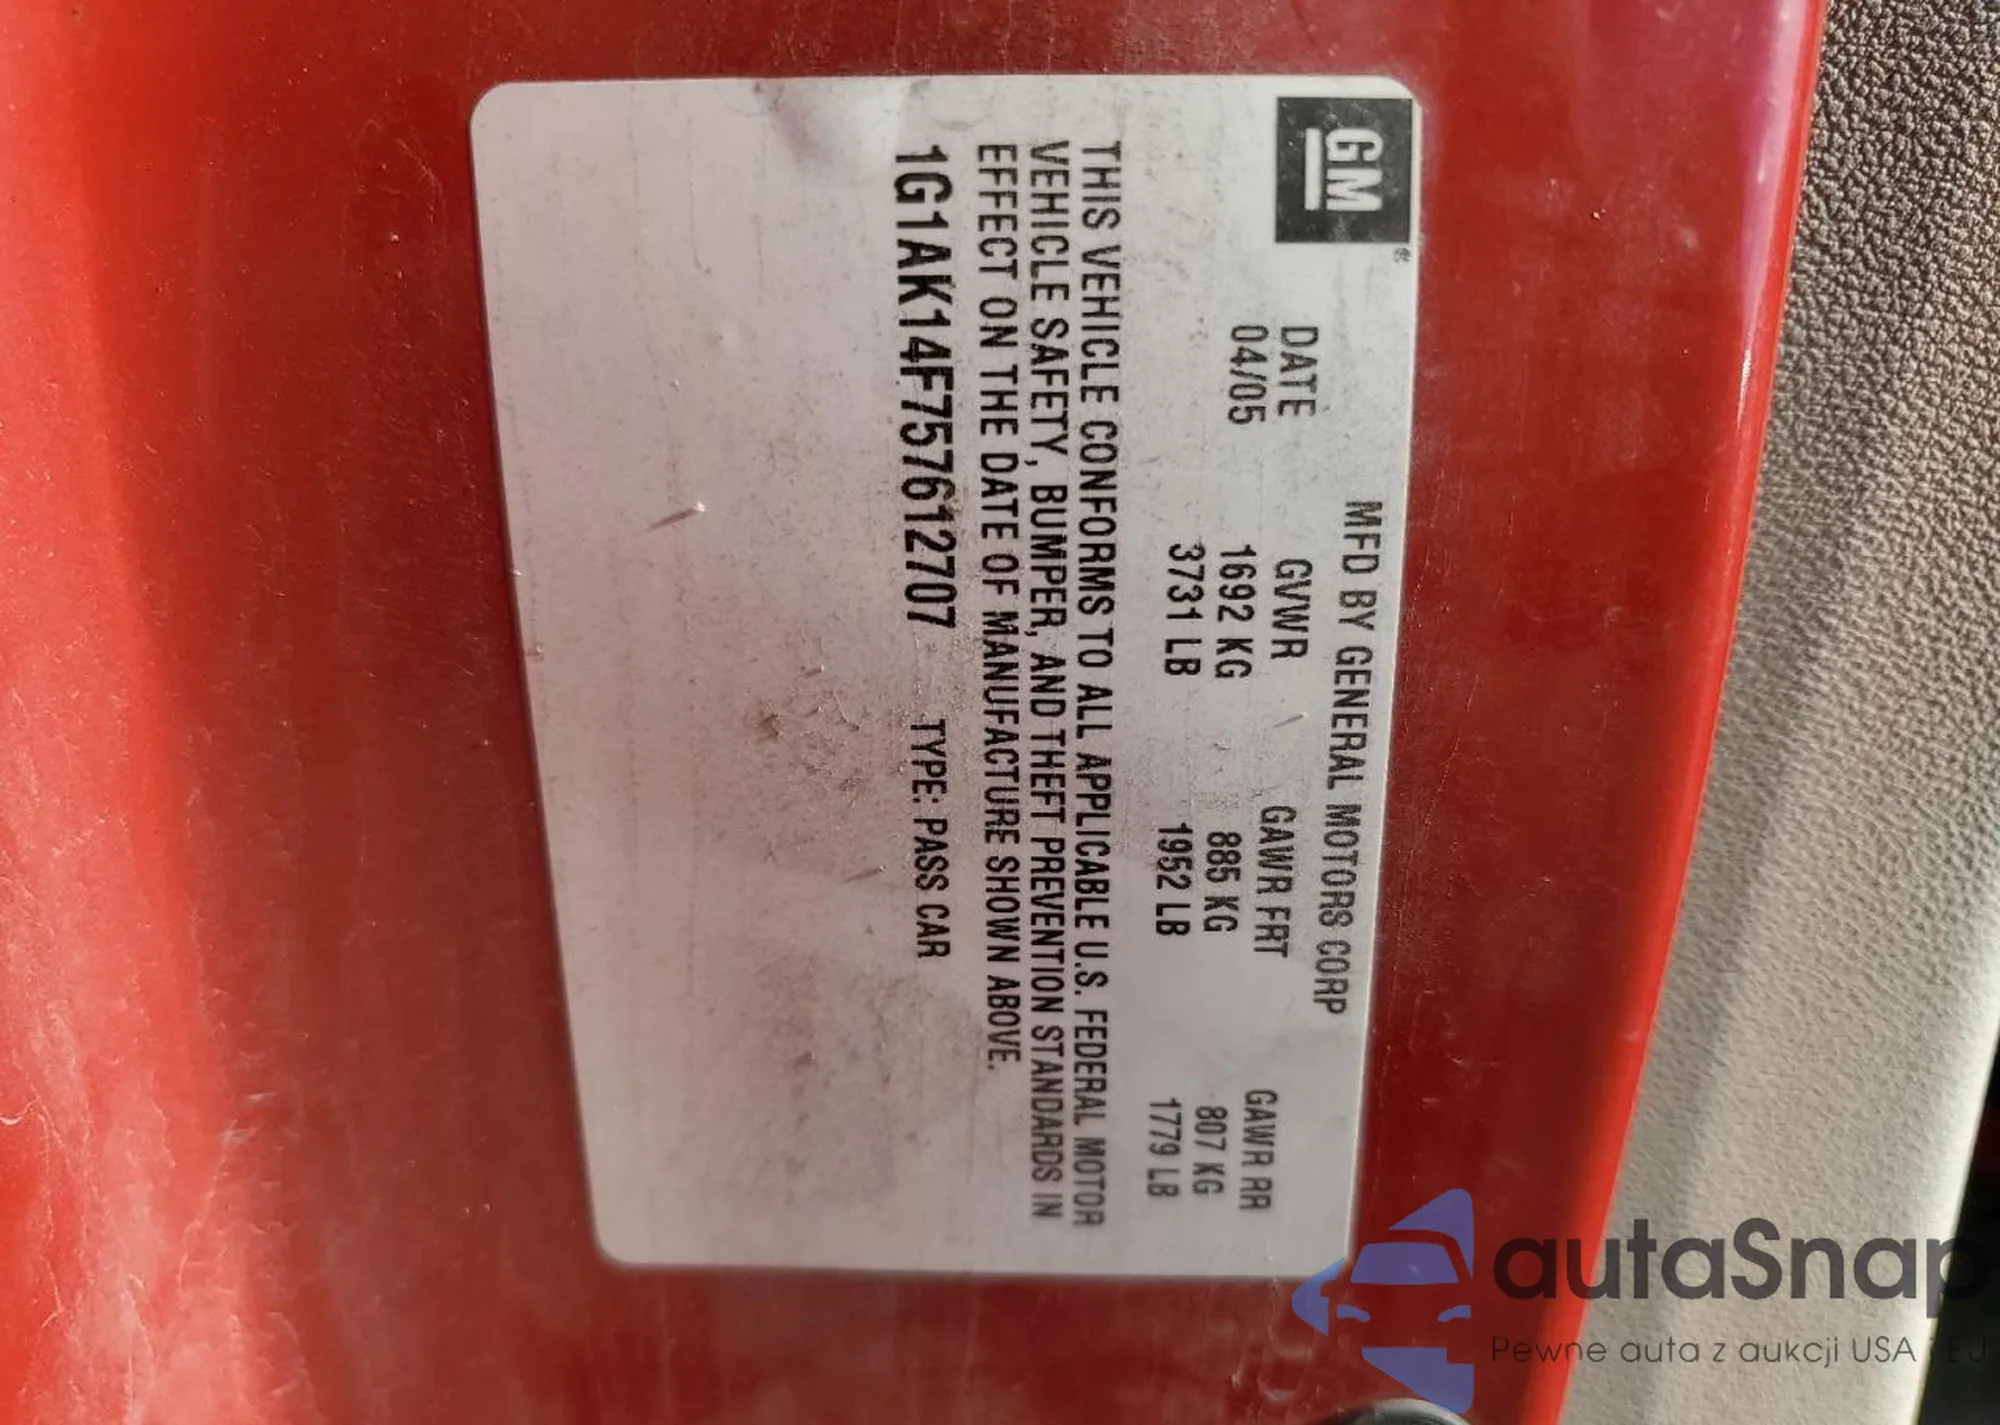 GM®
MFD BY GENERAL MOTORS CORP
DATE GVWR GAWR FRT GAWR RR
04/05 1692 KG 885 KG 807 KG
3731 LB 1952 LB 1779 LB
THIS VEHICLE CONFORMS TO ALL APPLICABLE U.S. FEDERAL MOTOR
VEHICLE SAFETY, BUMPER, AND THEFT PREVENTION STANDARDS IN
EFFECT ON THE DATE OF MANUFACTURE SHOWN ABOVE.
1G1AK14F757612707 TYPE: PASS CAR
autaSnap
Pewne auta z aukcji USA i EU